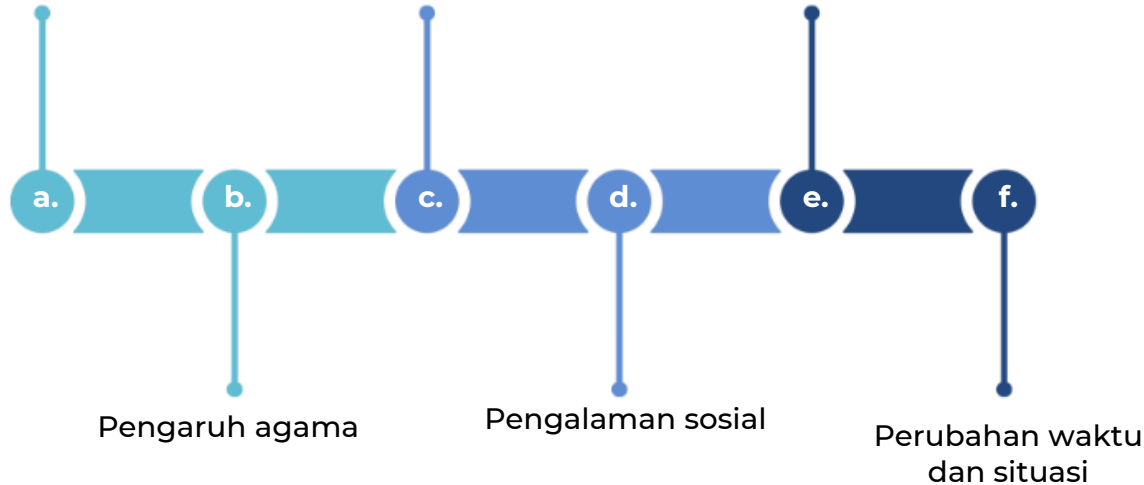 a.
b.
c.
d.
e.
f.
Pengaruh agama
Pengalaman sosial
Perubahan waktu
dan situasi